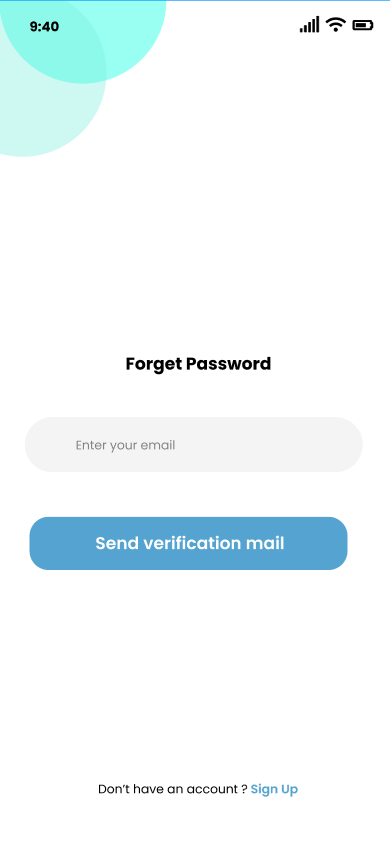 9:40
Forget Password
Enter your email
Send verification mail
Don’t have an account ? Sign Up